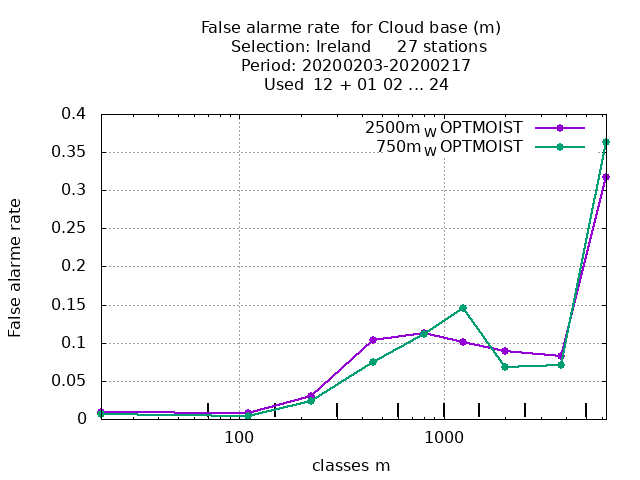 False alarme rate  for Cloud base (m)
Selection: Ireland     27 stations
Period: 20200203-20200217
Used  12 + 01 02 ... 24
2500m W OPTMOIST
750m W OPTMOIST
0.4
0.35
0.3
0.25
0.2
0.15
0.1
0.05
0
False alarme rate
100
1000
classes m